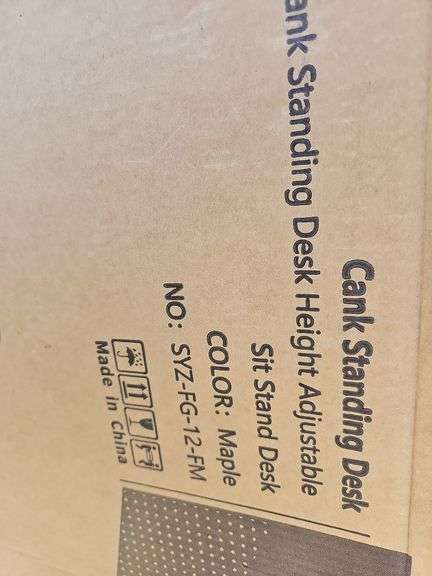 Cank Standing Desk
ank Standing Desk Height Adjustable
Sit Stand Desk
COLOR: Maple
NO: SYZ-FG-12-FM
Made in China